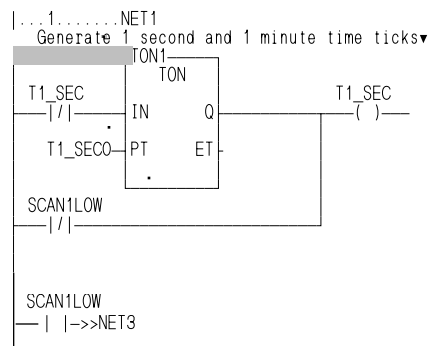 |...1.......NET1
Generate 1 second and 1 minute time ticks▾
TON1
TON
T1_SEC
T1_SEC
|/|
IN
Q
( )
T1_SEC0
PT
ET
SCAN1LOW
|/|
SCAN1LOW
| |->>NET3